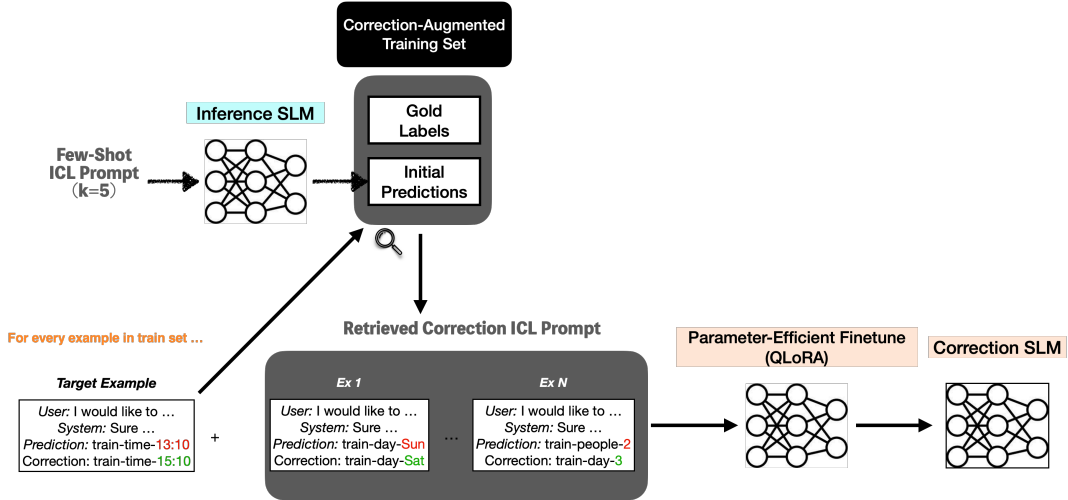 Correction-Augmented
Training Set
Gold
Labels
Initial
Predictions
Inference SLM
Few-Shot
ICL Prompt
(k=5)
For every example in train set ...
Target Example
User: I would like to ...
System: Sure ...
Prediction: train-time-13:10
Correction: train-time-15:10
+
Retrieved Correction ICL Prompt
Ex 1
User: I would like to ...
System: Sure ...
Prediction: train-day-Sun
Correction: train-day-Sat
...
Ex N
User: I would like to ...
System: Sure ...
Prediction: train-people-2
Correction: train-day-3
Parameter-Efficient Finetune
(QLoRA)
Correction SLM